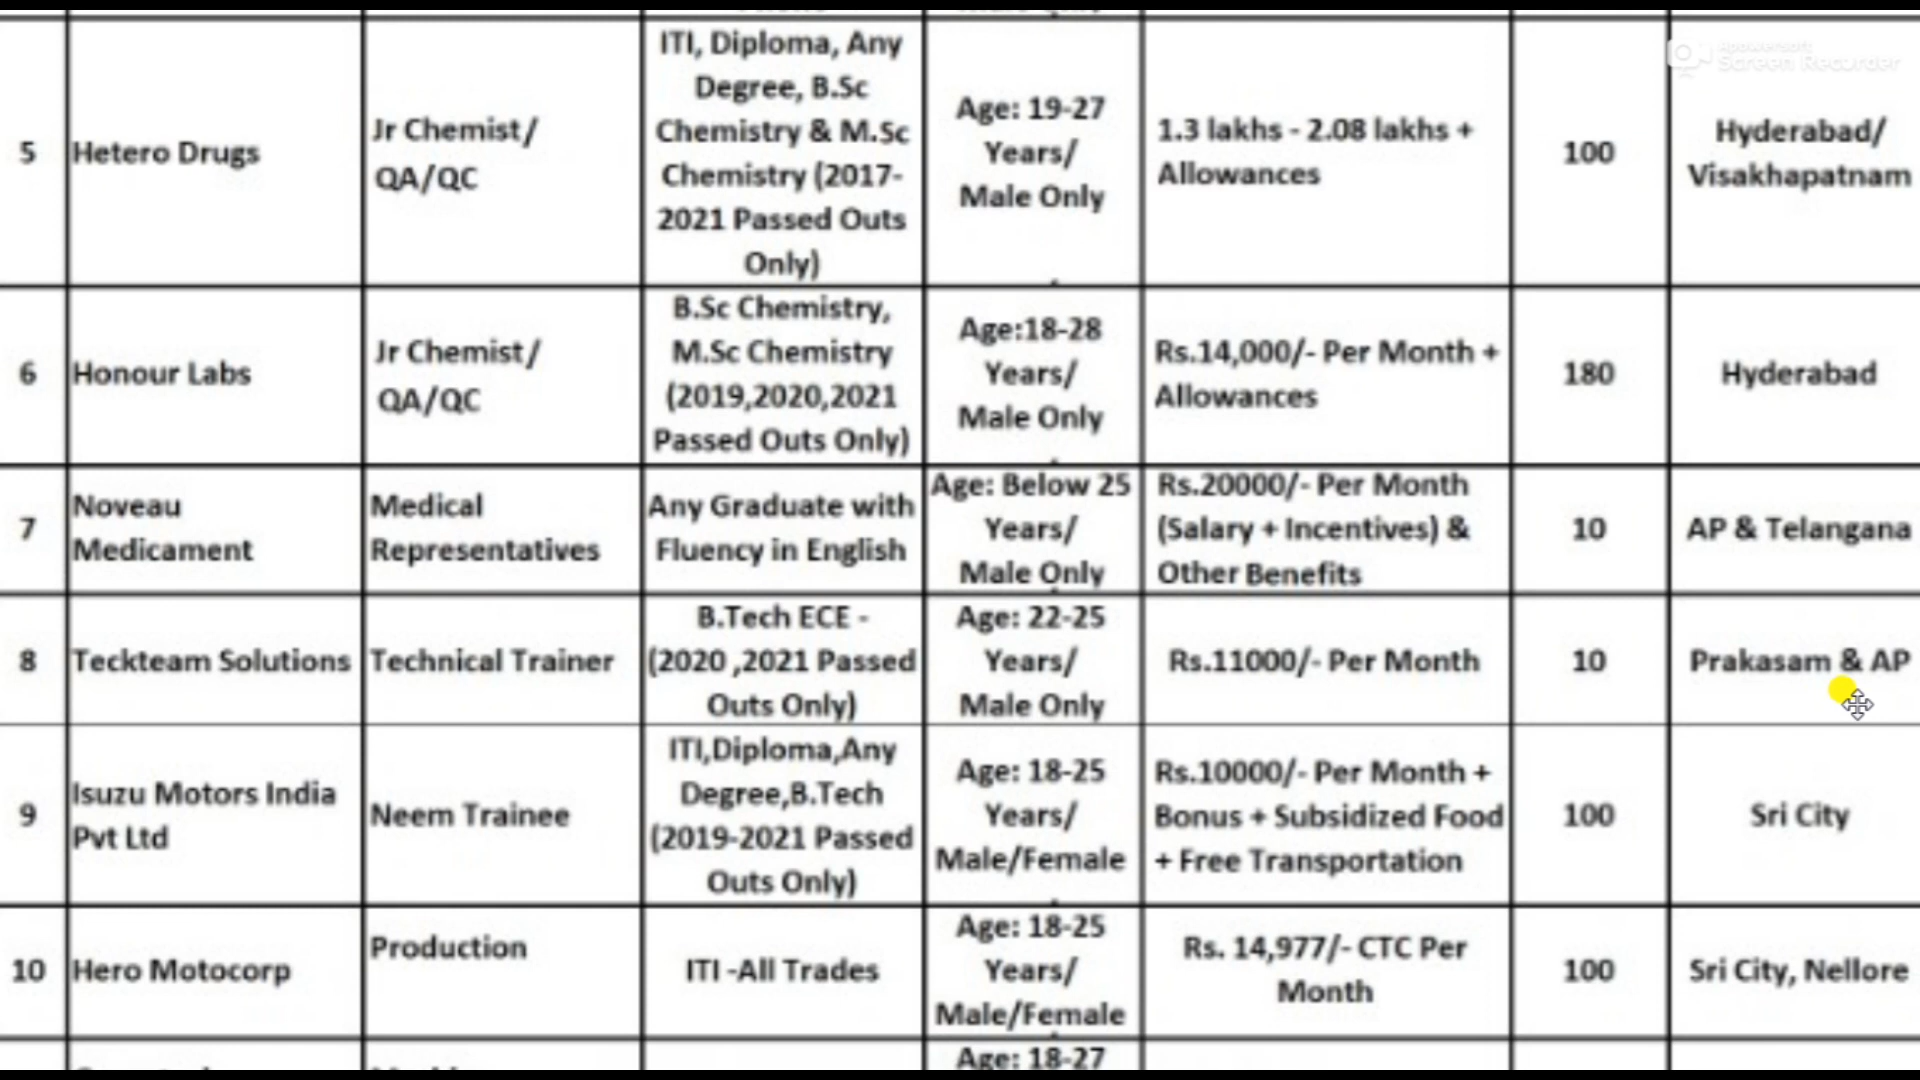 5
Hetero Drugs
Jr Chemist/
QA/QC
ITI, Diploma, Any
Degree, B.Sc
Chemistry & M.Sc
Chemistry (2017-
2021 Passed Outs
Only)
Age: 19-27
Years/
Male Only
1.3 lakhs - 2.08 lakhs +
Allowances
100
Hyderabad/
Visakhapatnam
6
Honour Labs
Jr Chemist/
QA/QC
B.Sc Chemistry,
M.Sc Chemistry
(2019,2020,2021
Passed Outs Only)
Age:18-28
Years/
Male Only
Rs.14,000/- Per Month +
Allowances
180
Hyderabad
7
Noveau
Medicament
Medical
Representatives
Any Graduate with
Fluency in English
Age: Below 25
Years/
Male Only
Rs.20000/- Per Month
(Salary + Incentives) &
Other Benefits
10
AP & Telangana
8
Teckteam Solutions
Technical Trainer
B.Tech ECE -
(2020 ,2021 Passed
Outs Only)
Age: 22-25
Years/
Male Only
Rs.11000/- Per Month
10
Prakasam & AP
9
Isuzu Motors India
Pvt Ltd
Neem Trainee
ITI,Diploma,Any
Degree,B.Tech
(2019-2021 Passed
Outs Only)
Age: 18-25
Years/
Male/Female
Rs.10000/- Per Month +
Bonus + Subsidized Food
+ Free Transportation
100
Sri City
10
Hero Motocorp
Production
ITI -All Trades
Age: 18-25
Years/
Male/Female
Rs. 14,977/- CTC Per
Month
100
Sri City, Nellore
Age: 18-27
Apowersoft
Screen Recorder